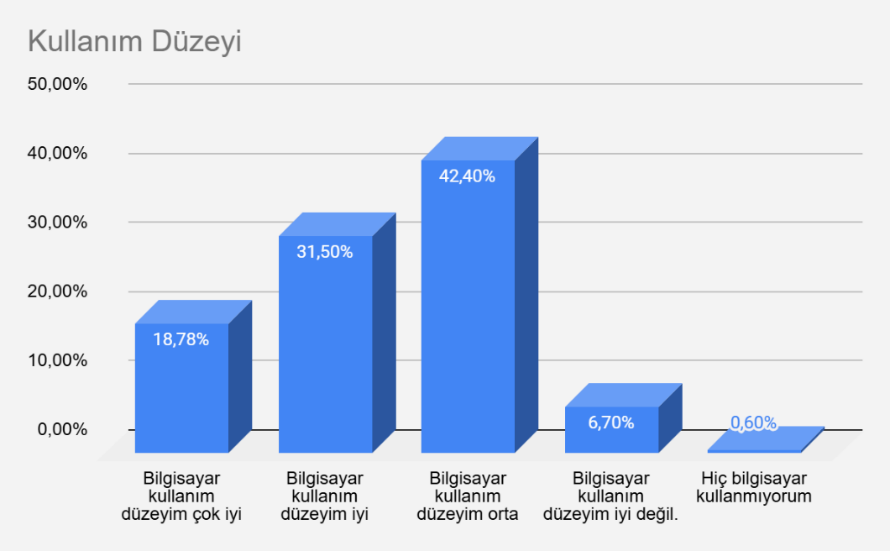 Kullanım Düzeyi
50,00%
40,00%
30,00%
20,00%
10,00%
0,00%
18,78%
31,50%
42,40%
6,70%
0,60%
Bilgisayar
kullanım
düzeyim çok iyi
Bilgisayar
kullanım
düzeyim iyi
Bilgisayar
kullanım
düzeyim orta
Bilgisayar
kullanım
düzeyim iyi değil.
Hiç bilgisayar
kullanmıyorum